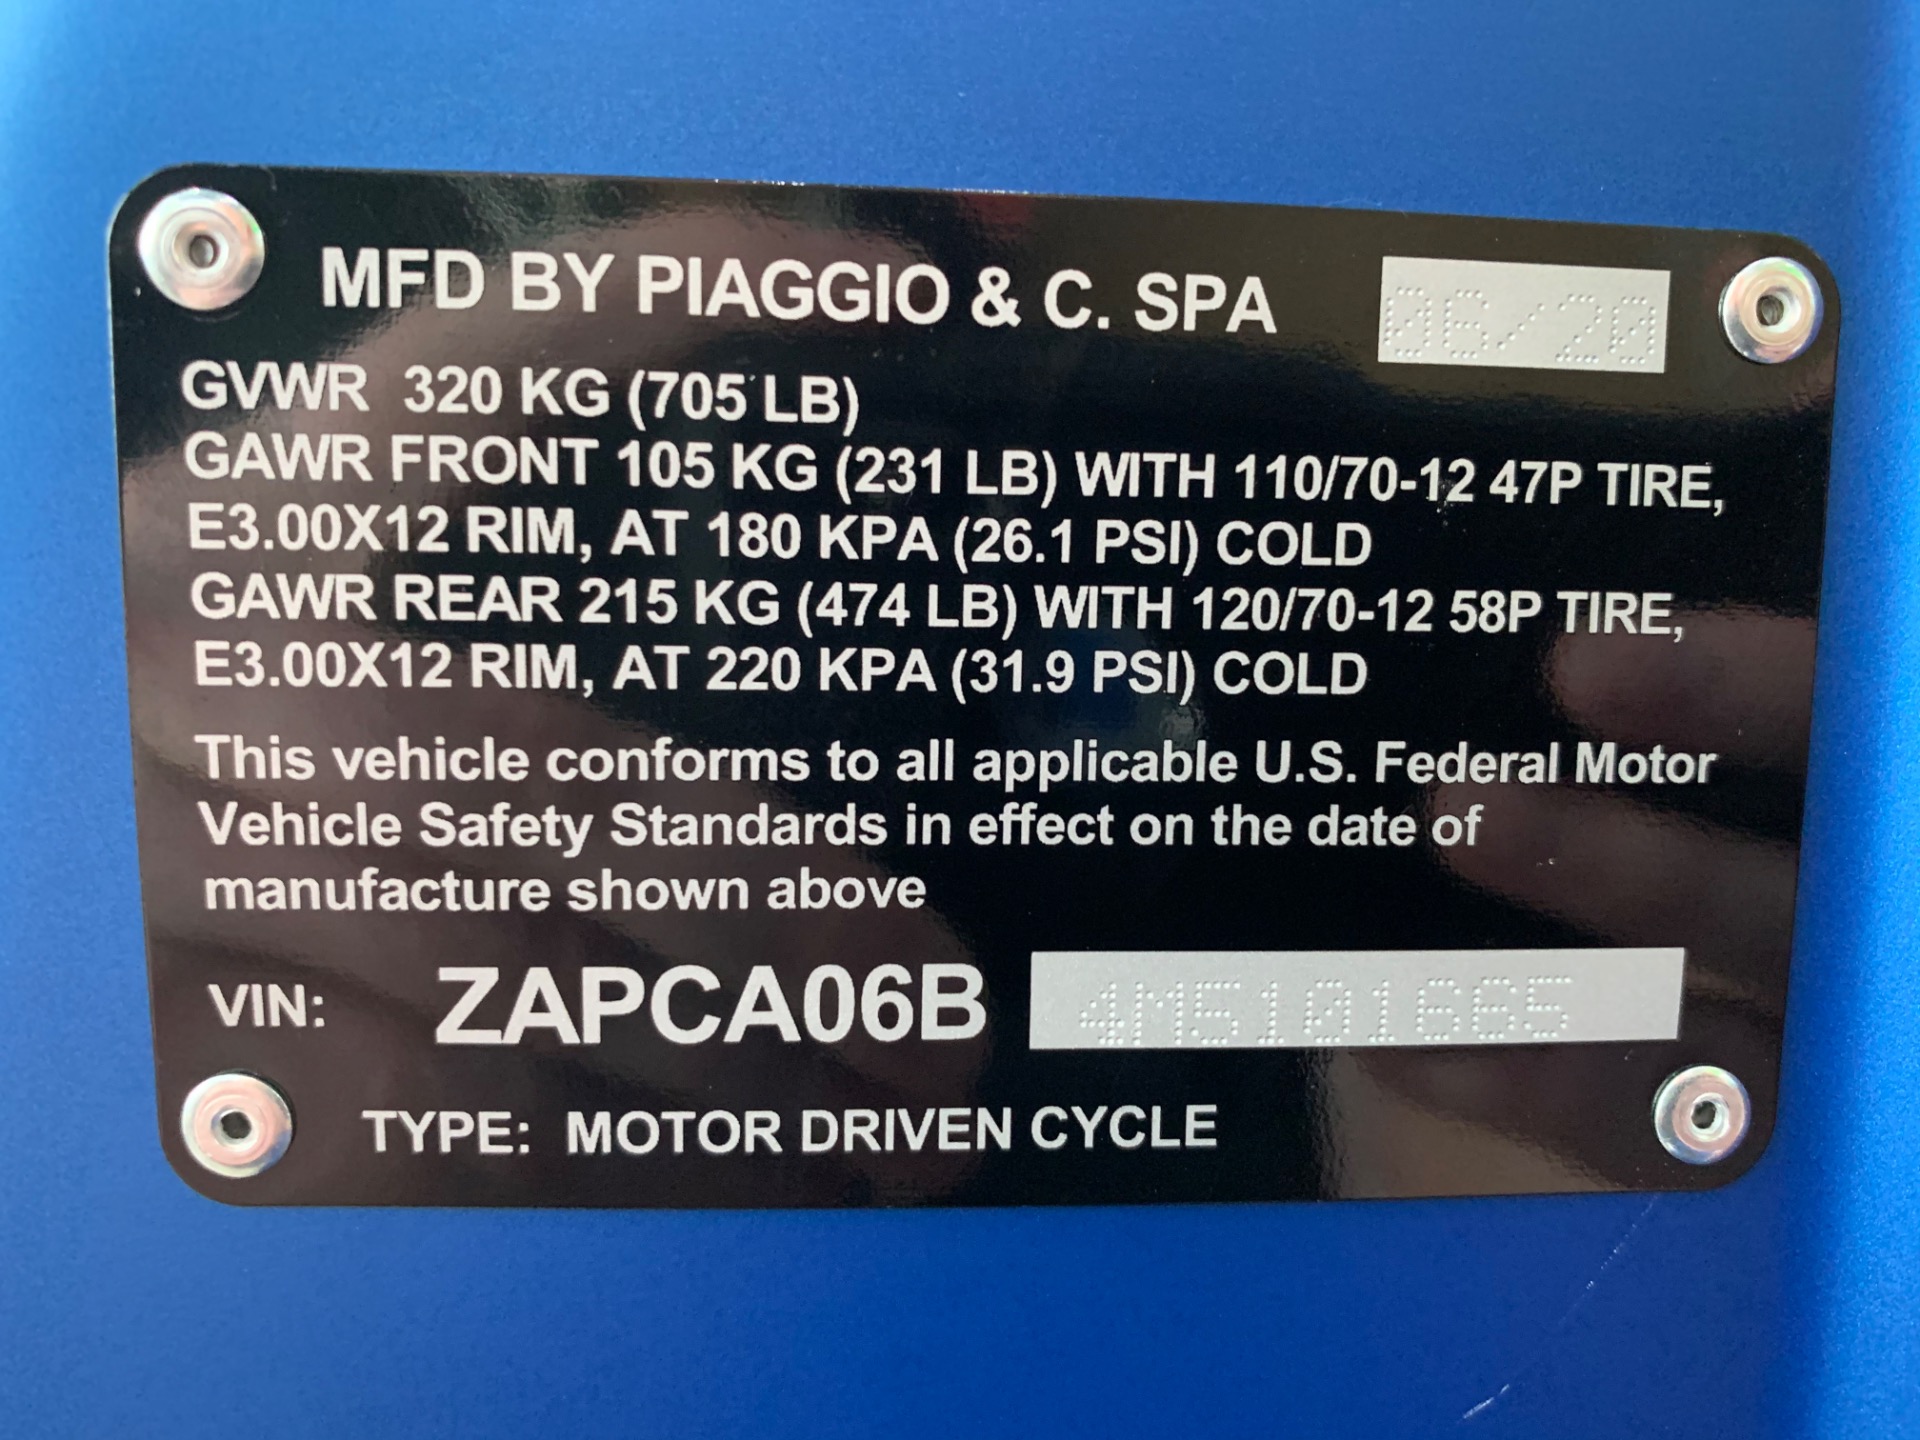 MFD BY PIAGGIO & C. SPA 06/20
GVWR 320 KG (705 LB)
GAWR FRONT 105 KG (231 LB) WITH 110/70-12 47P TIRE,
E3.00X12 RIM, AT 180 KPA (26.1 PSI) COLD
GAWR REAR 215 KG (474 LB) WITH 120/70-12 58P TIRE,
E3.00X12 RIM, AT 220 KPA (31.9 PSI) COLD
This vehicle conforms to all applicable U.S. Federal Motor
Vehicle Safety Standards in effect on the date of
manufacture shown above
VIN: ZAPCA06B 4M5101665
TYPE: MOTOR DRIVEN CYCLE